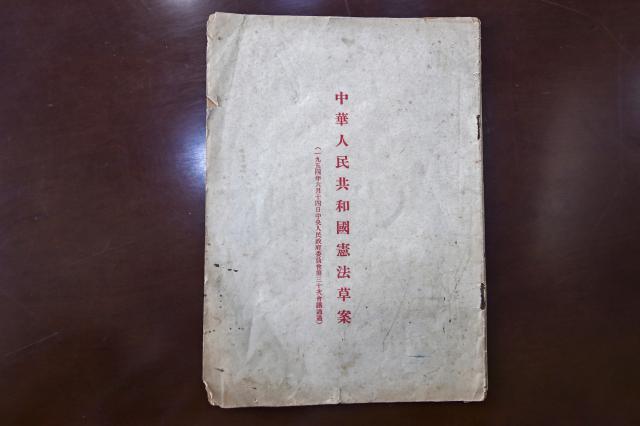 中華人民共和國憲法草案
（一九五四年六月十四日中央人民政府委員會第三十次會議通過）